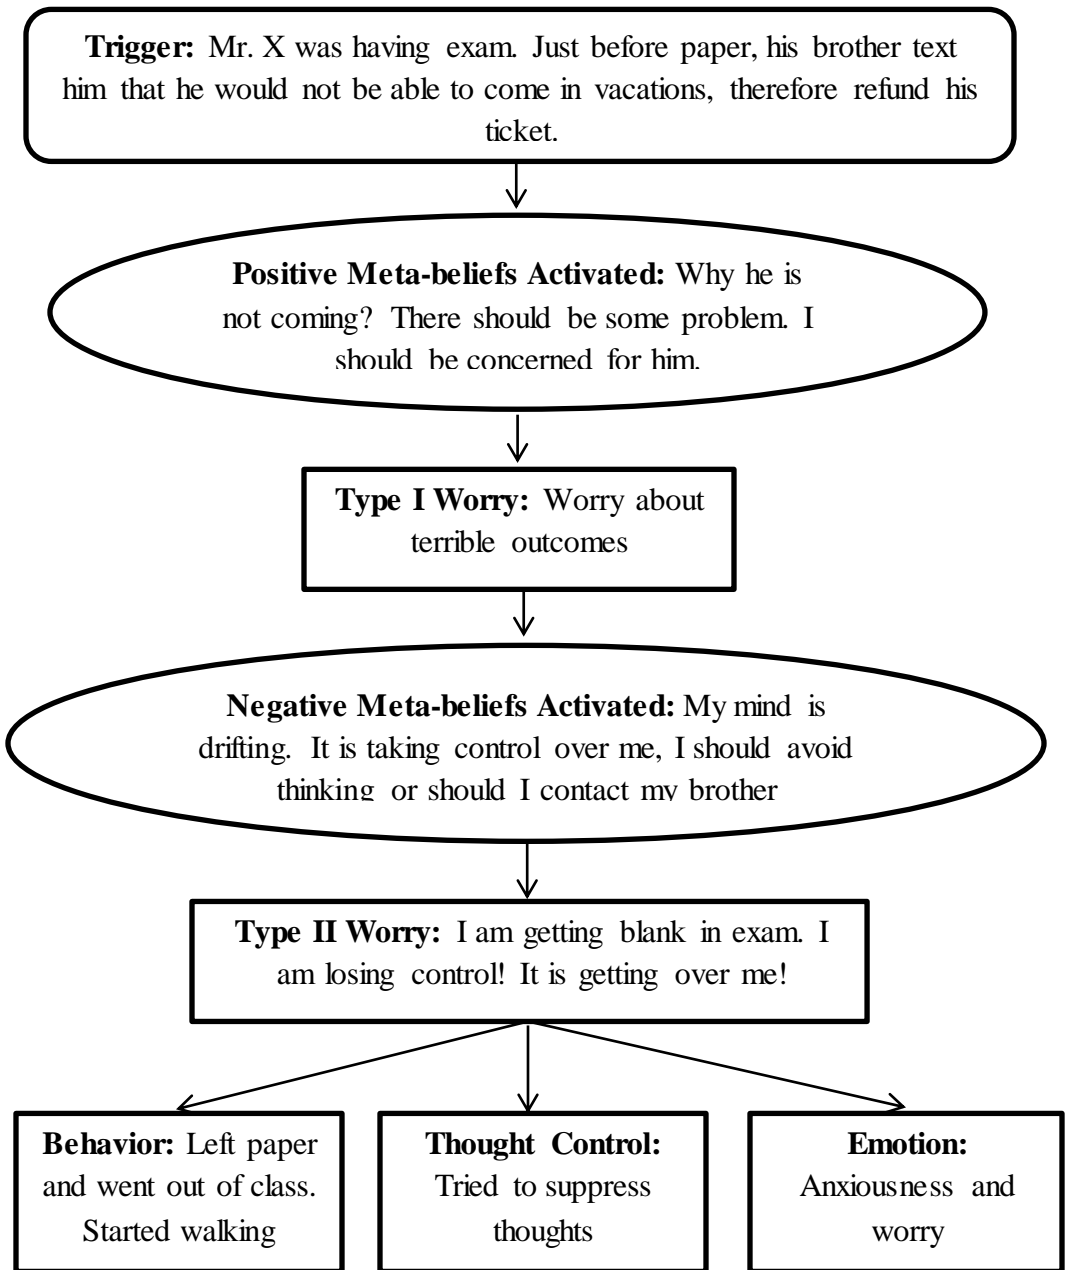 Trigger: Mr. X was having exam. Just before paper, his brother text
him that he would not be able to come in vacations, therefore refund his
ticket.
Positive Meta-beliefs Activated: Why he is
not coming? There should be some problem. I
should be concerned for him.
Type I Worry: Worry about
terrible outcomes
Negative Meta-beliefs Activated: My mind is
drifting. It is taking control over me, I should avoid
thinking or should I contact my brother
Type II Worry: I am getting blank in exam. I
am losing control! It is getting over me!
Behavior: Left paper
and went out of class.
Started walking
Thought Control:
Tried to suppress
thoughts
Emotion:
Anxiousness and
worry